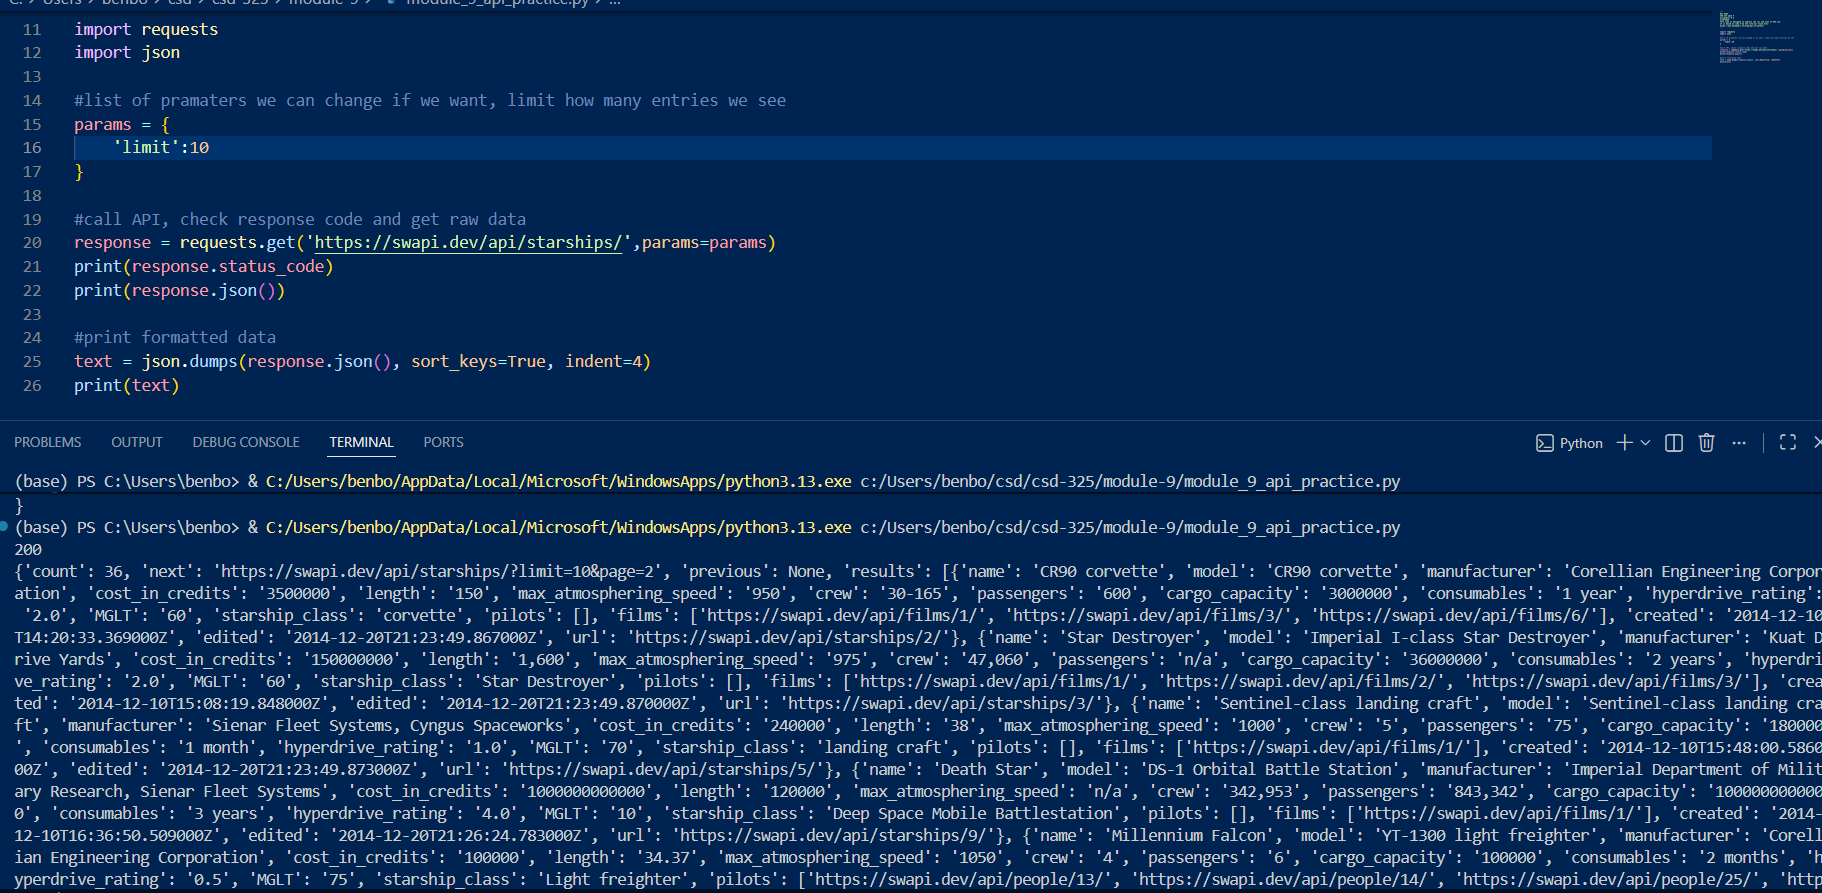 C: > Users > benbo > csd > csd-325 > module-9 > module_9_api_practice.py > ...
11 import requests
12 import json
13
14 #list of pramaters we can change if we want, limit how many entries we see
15 params = {
16 'limit':10
17 }
18
19 #call API, check response code and get raw data
20 response = requests.get('https://swapi.dev/api/starships/',params=params)
21 print(response.status_code)
22 print(response.json())
23
24 #print formatted data
25 text = json.dumps(response.json(), sort_keys=True, indent=4)
26 print(text)
PROBLEMS OUTPUT DEBUG CONSOLE TERMINAL PORTS Python
(base) PS C:\Users\benbo> & C:/Users/benbo/AppData/Local/Microsoft/WindowsApps/python3.13.exe c:/Users/benbo/csd/csd-325/module-9/module_9_api_practice.py
}
(base) PS C:\Users\benbo> & C:/Users/benbo/AppData/Local/Microsoft/WindowsApps/python3.13.exe c:/Users/benbo/csd/csd-325/module-9/module_9_api_practice.py
200
{'count': 36, 'next': 'https://swapi.dev/api/starships/?limit=10&page=2', 'previous': None, 'results': [{'name': 'CR90 corvette', 'model': 'CR90 corvette', 'manufacturer': 'Corellian Engineering Corpor
ation', 'cost_in_credits': '3500000', 'length': '150', 'max_atmosphering_speed': '950', 'crew': '30-165', 'passengers': '600', 'cargo_capacity': '3000000', 'consumables': '1 year', 'hyperdrive_rating':
'2.0', 'MGLT': '60', 'starship_class': 'corvette', 'pilots': [], 'films': ['https://swapi.dev/api/films/1/', 'https://swapi.dev/api/films/3/', 'https://swapi.dev/api/films/6/'], 'created': '2014-12-10
T14:20:33.369000Z', 'edited': '2014-12-20T21:23:49.867000Z', 'url': 'https://swapi.dev/api/starships/2/'}, {'name': 'Star Destroyer', 'model': 'Imperial I-class Star Destroyer', 'manufacturer': 'Kuat D
rive Yards', 'cost_in_credits': '150000000', 'length': '1,600', 'max_atmosphering_speed': '975', 'crew': '47,060', 'passengers': 'n/a', 'cargo_capacity': '36000000', 'consumables': '2 years', 'hyperdri
ve_rating': '2.0', 'MGLT': '60', 'starship_class': 'Star Destroyer', 'pilots': [], 'films': ['https://swapi.dev/api/films/1/', 'https://swapi.dev/api/films/2/', 'https://swapi.dev/api/films/3/'], 'crea
ted': '2014-12-10T15:08:19.848000Z', 'edited': '2014-12-20T21:23:49.870000Z', 'url': 'https://swapi.dev/api/starships/3/'}, {'name': 'Sentinel-class landing craft', 'model': 'Sentinel-class landing cra
ft', 'manufacturer': 'Sienar Fleet Systems, Cyngus Spaceworks', 'cost_in_credits': '240000', 'length': '38', 'max_atmosphering_speed': '1000', 'crew': '5', 'passengers': '75', 'cargo_capacity': '180000
', 'consumables': '1 month', 'hyperdrive_rating': '1.0', 'MGLT': '70', 'starship_class': 'landing craft', 'pilots': [], 'films': ['https://swapi.dev/api/films/1/'], 'created': '2014-12-10T15:48:00.5860
00Z', 'edited': '2014-12-20T21:23:49.873000Z', 'url': 'https://swapi.dev/api/starships/5/'}, {'name': 'Death Star', 'model': 'DS-1 Orbital Battle Station', 'manufacturer': 'Imperial Department of Milit
ary Research, Sienar Fleet Systems', 'cost_in_credits': '1000000000000', 'length': '120000', 'max_atmosphering_speed': 'n/a', 'crew': '342,953', 'passengers': '843,342', 'cargo_capacity': '100000000000
0', 'consumables': '3 years', 'hyperdrive_rating': '4.0', 'MGLT': '10', 'starship_class': 'Deep Space Mobile Battlestation', 'pilots': [], 'films': ['https://swapi.dev/api/films/1/'], 'created': '2014-
12-10T16:36:50.509000Z', 'edited': '2014-12-20T21:26:24.783000Z', 'url': 'https://swapi.dev/api/starships/9/'}, {'name': 'Millennium Falcon', 'model': 'YT-1300 light freighter', 'manufacturer': 'Corell
ian Engineering Corporation', 'cost_in_credits': '100000', 'length': '34.37', 'max_atmosphering_speed': '1050', 'crew': '4', 'passengers': '6', 'cargo_capacity': '100000', 'consumables': '2 months', 'h
yperdrive_rating': '0.5', 'MGLT': '75', 'starship_class': 'Light freighter', 'pilots': ['https://swapi.dev/api/people/13/', 'https://swapi.dev/api/people/14/', 'https://swapi.dev/api/people/25/', 'http